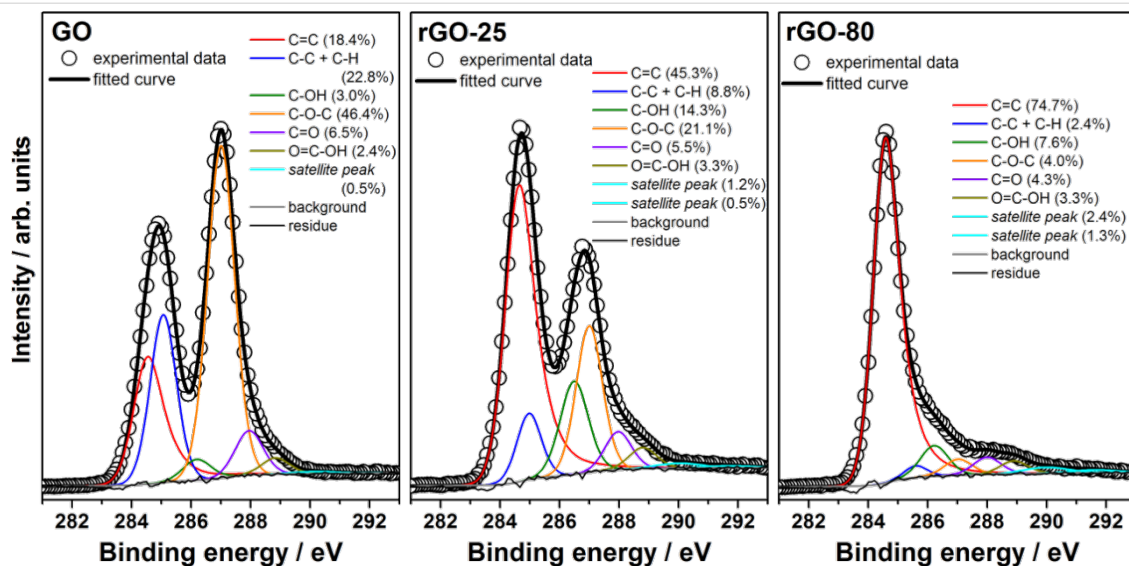 Intensity / arb. units
GO
experimental data
fitted curve
C=C (18.4%)
C-C + C-H
(22.8%)
C-OH (3.0%)
C-O-C (46.4%)
C=O (6.5%)
O=C-OH (2.4%)
satellite peak
(0.5%)
background
residue
282 284 286 288 290 292
Binding energy / eV
rGO-25
experimental data
fitted curve
C=C (45.3%)
C-C + C-H (8.8%)
C-OH (14.3%)
C-O-C (21.1%)
C=O (5.5%)
O=C-OH (3.3%)
satellite peak (1.2%)
satellite peak (0.5%)
background
residue
282 284 286 288 290 292
Binding energy / eV
rGO-80
experimental data
fitted curve
C=C (74.7%)
C-C + C-H (2.4%)
C-OH (7.6%)
C-O-C (4.0%)
C=O (4.3%)
O=C-OH (3.3%)
satellite peak (2.4%)
satellite peak (1.3%)
background
residue
282 284 286 288 290 292
Binding energy / eV